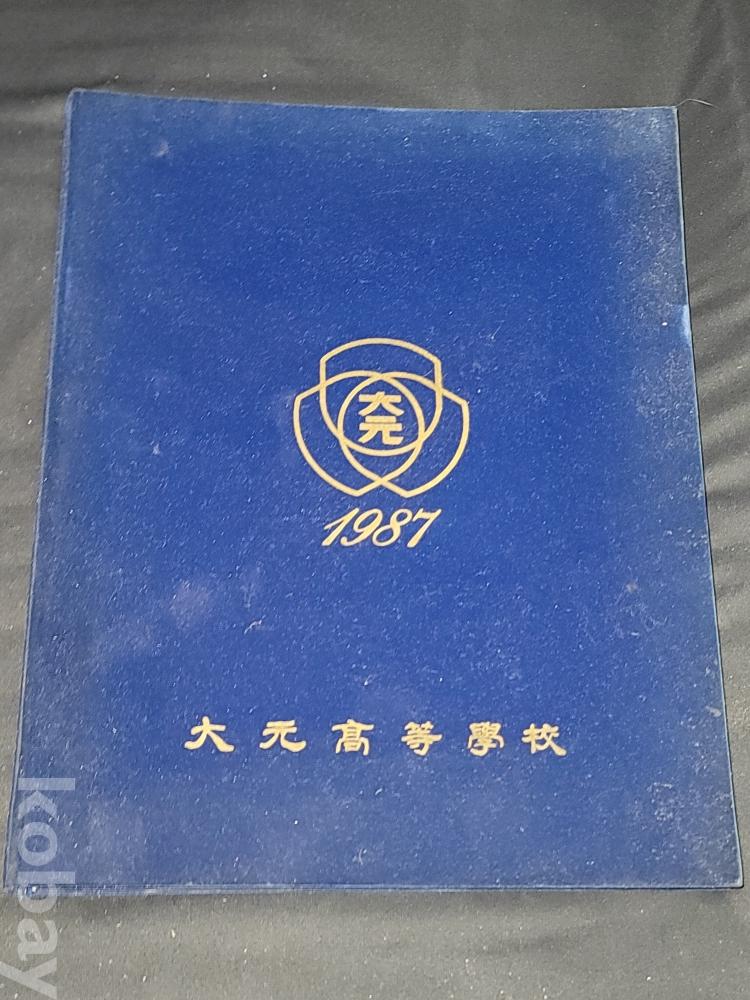 大
元
1987
大元高等學校
kobay